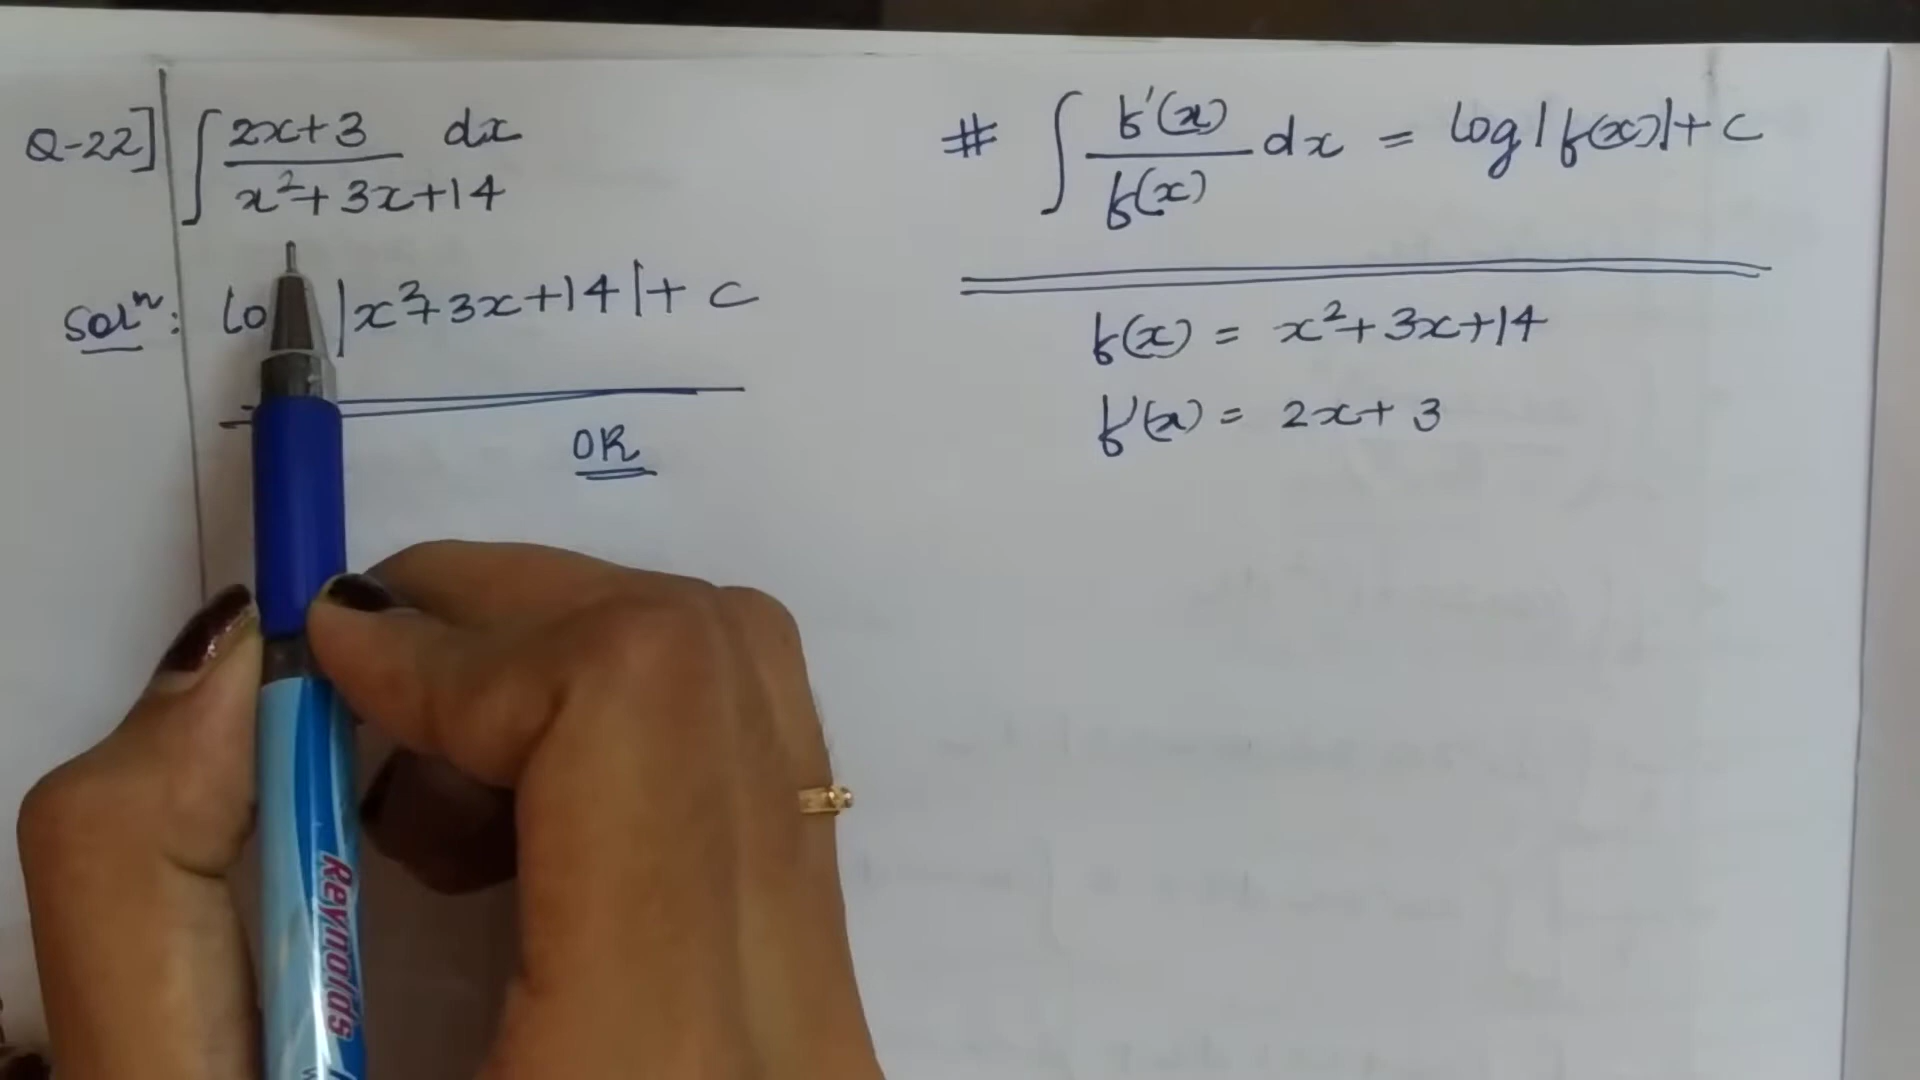 Q-22] ∫ 2x+3 / x²+3x+14 dx
Solⁿ: log |x²+3x+14|+c
OR
# ∫ f'(x) / f(x) dx = log|f(x)|+c
f(x) = x²+3x+14
f'(x) = 2x+3
Reynolds